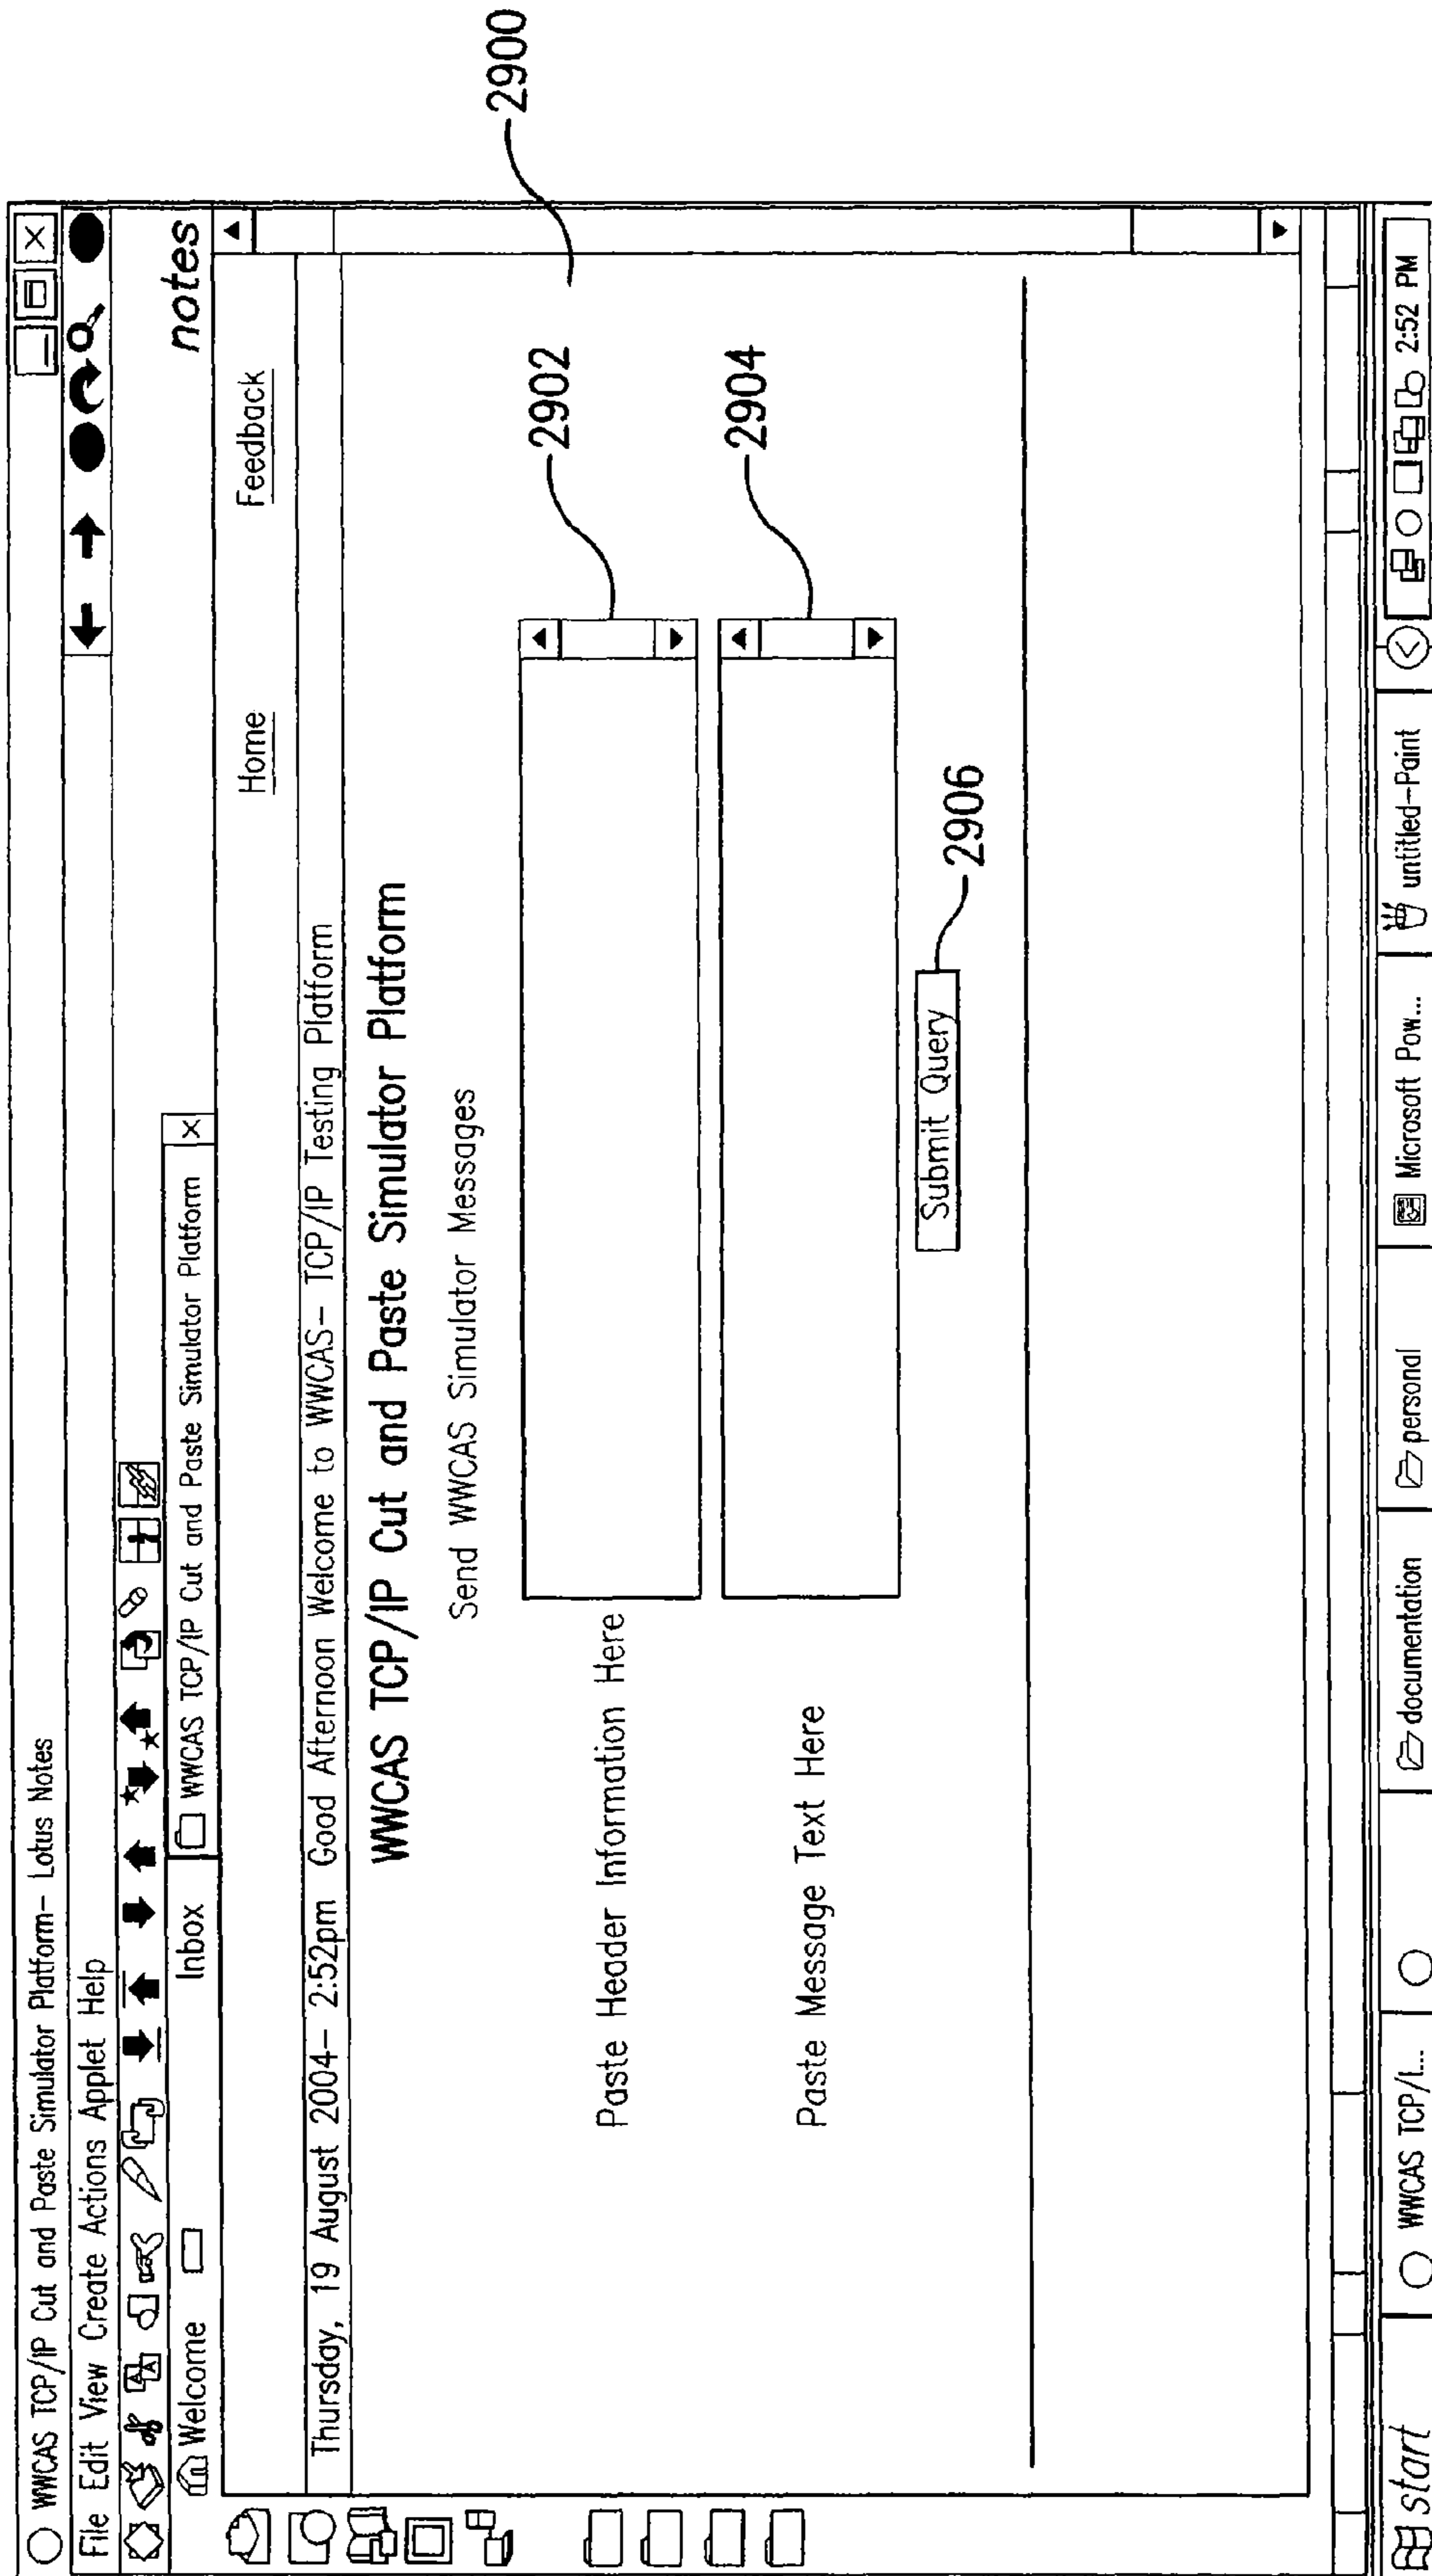 WWCAS TCP/IP Cut and Paste Simulator Platform- Lotus Notes
File Edit View Create Actions Applet Help
Welcome
Inbox
WWCAS TCP/IP Cut and Paste Simulator Platform
notes
Home
Feedback
Thursday, 19 August 2004- 2:52pm Good Afternoon Welcome to WWCAS- TCP/IP Testing Platform
WWCAS TCP/IP Cut and Paste Simulator Platform
2900
Send WWCAS Simulator Messages
2902
Paste Header Information Here
2904
Paste Message Text Here
Submit Query
2906
start
WWCAS TCP/I...
documentation
personal
Microsoft Pow...
untitled-Paint
2:52 PM